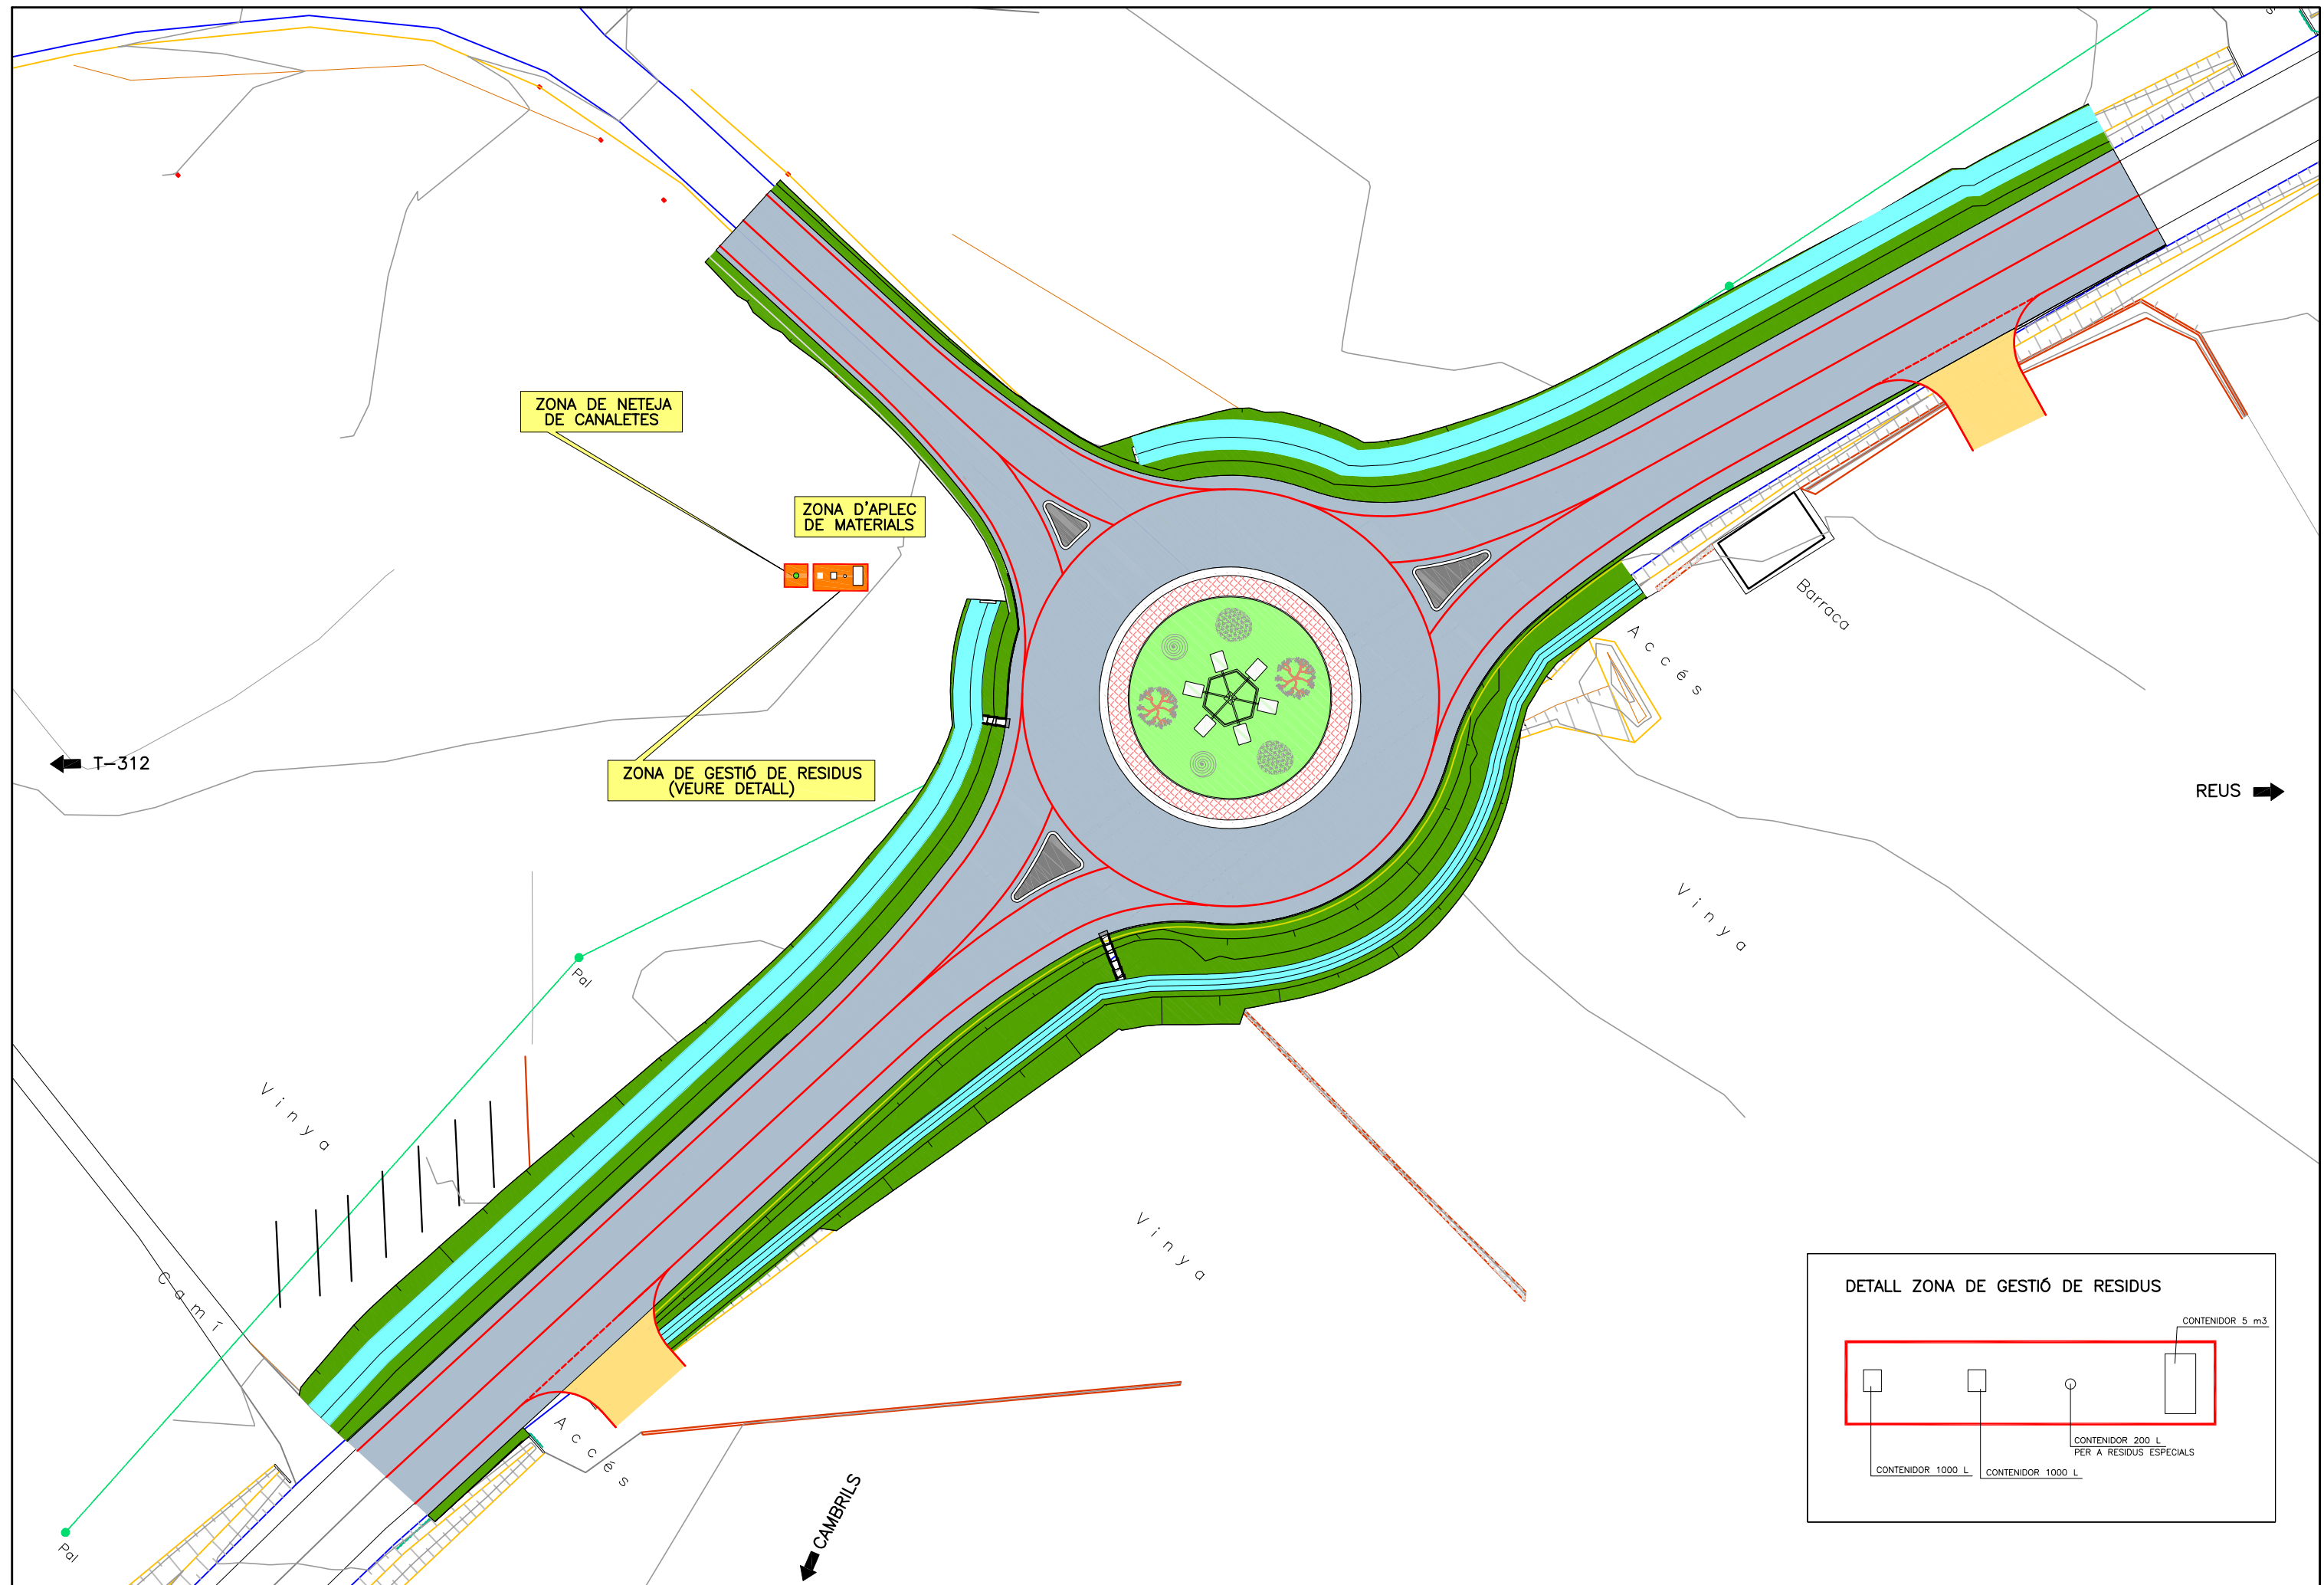 ZONA DE NETEJA
DE CANALETES
ZONA D'APLEC
DE MATERIALS
Barraca
Accés
ZONA DE GESTIÓ DE RESIDUS
(VEURE DETALL)
T-312
REUS
Vinya
Pal
Vinya
Vinya
Camí
Accés
Pal
CAMBRILS
DETALL ZONA DE GESTIÓ DE RESIDUS
CONTENIDOR 5 m3
CONTENIDOR 200 L
PER A RESIDUS ESPECIALS
CONTENIDOR 1000 L
CONTENIDOR 1000 L